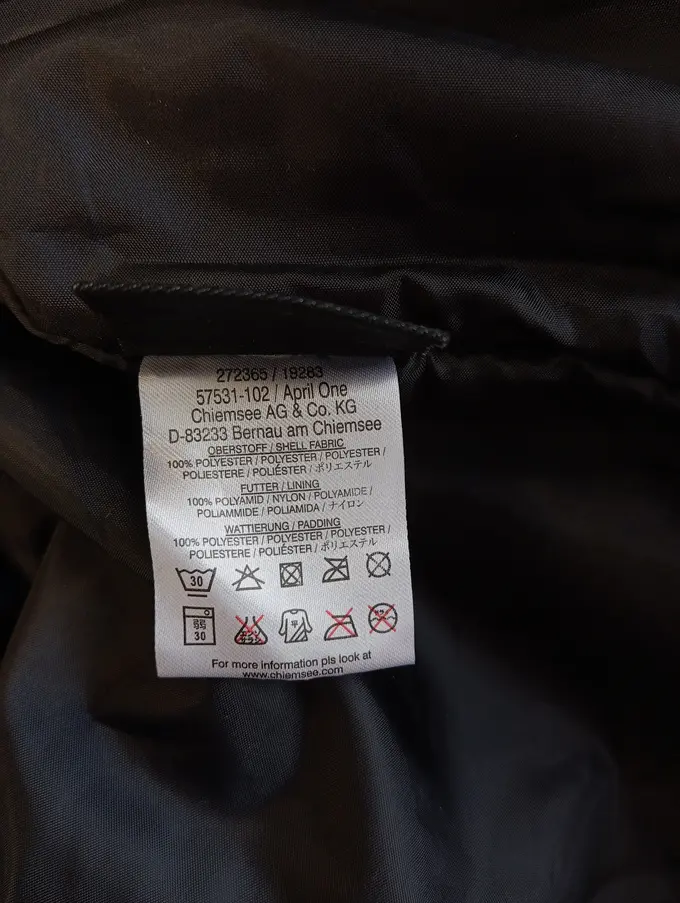 272365 / 19283
57531-102 / April One
Chiemsee AG & Co. KG
D-83233 Bernau am Chiemsee
OBERSTOFF / SHELL FABRIC
100% POLYESTER / POLYESTER / POLYESTER /
POLIESTERE / POLIÉSTER / ポリエステル
FUTTER / LINING
100% POLYAMID / NYLON / POLYAMIDE /
POLIAMMIDE / POLIAMIDA / ナイロン
WATTIERUNG / PADDING
100% POLYESTER / POLYESTER / POLYESTER /
POLIESTERE / POLIÉSTER / ポリエステル
30
弱 30 平
For more information pls look at
www.chiemsee.com